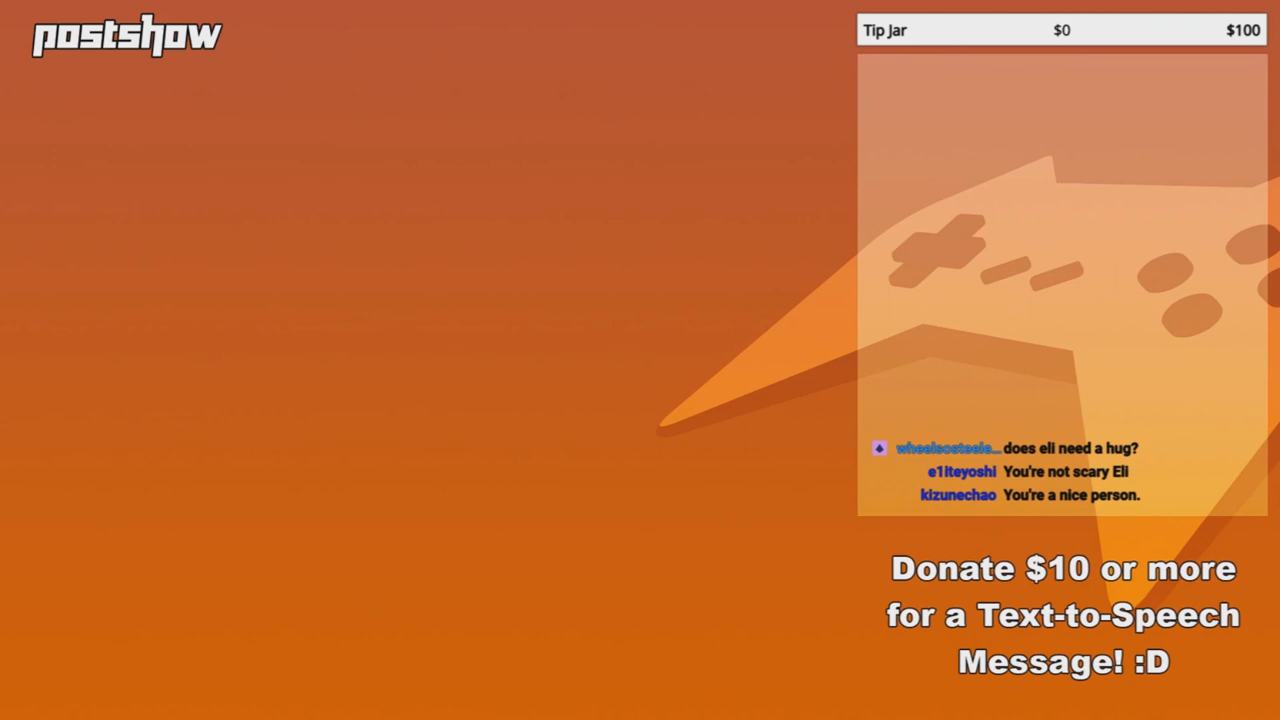 postshow
Tip Jar $0 $100
wheelsosteele... does eli need a hug?
e1iteyoshi You're not scary Eli
kizunechao You're a nice person.
Donate $10 or more
for a Text-to-Speech
Message! :D